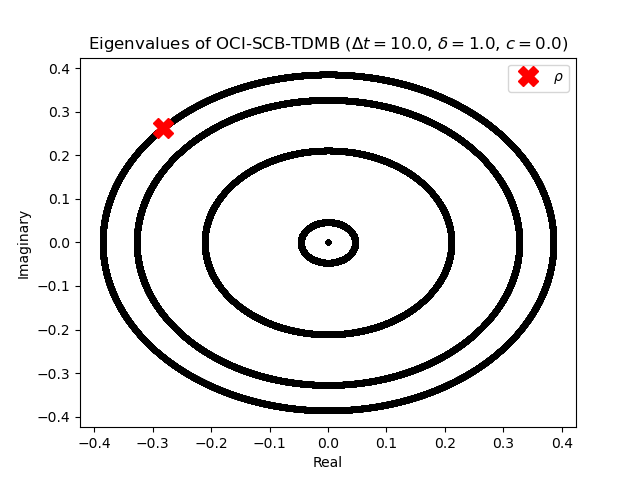 Eigenvalues of OCI-SCB-TDMB (Δt = 10.0, δ = 1.0, c = 0.0)
ρ
0.4
0.3
0.2
0.1
0.0
−0.1
−0.2
−0.3
−0.4
Imaginary
−0.4 −0.3 −0.2 −0.1 0.0 0.1 0.2 0.3 0.4
Real